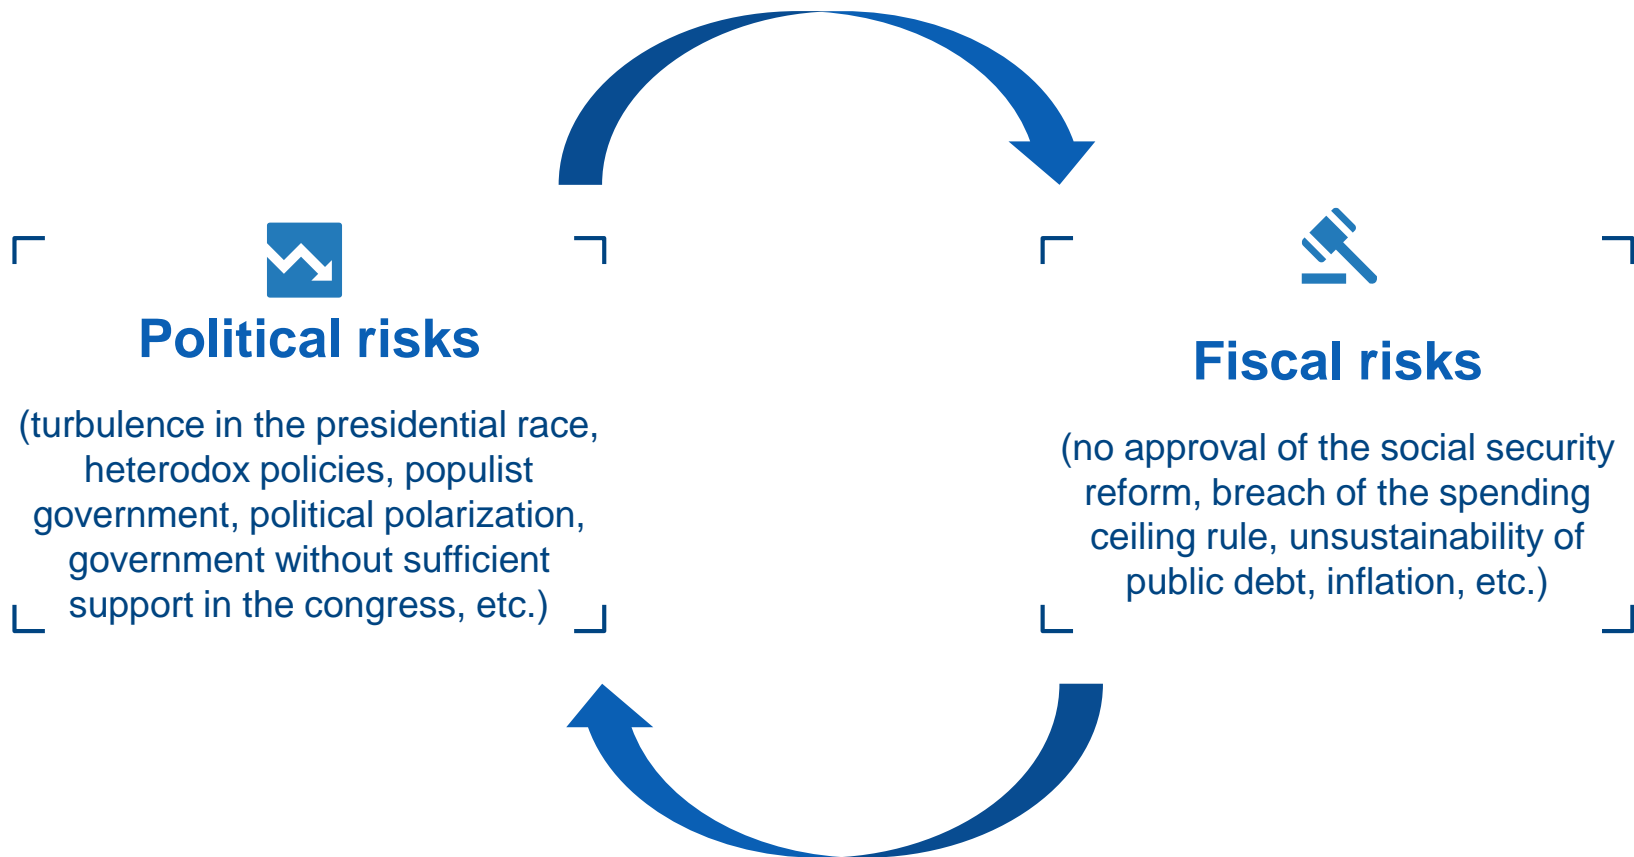 Political risks
(turbulence in the presidential race,
heterodox policies, populist
government, political polarization,
government without sufficient
support in the congress, etc.)
Fiscal risks
(no approval of the social security
reform, breach of the spending
ceiling rule, unsustainability of
public debt, inflation, etc.)